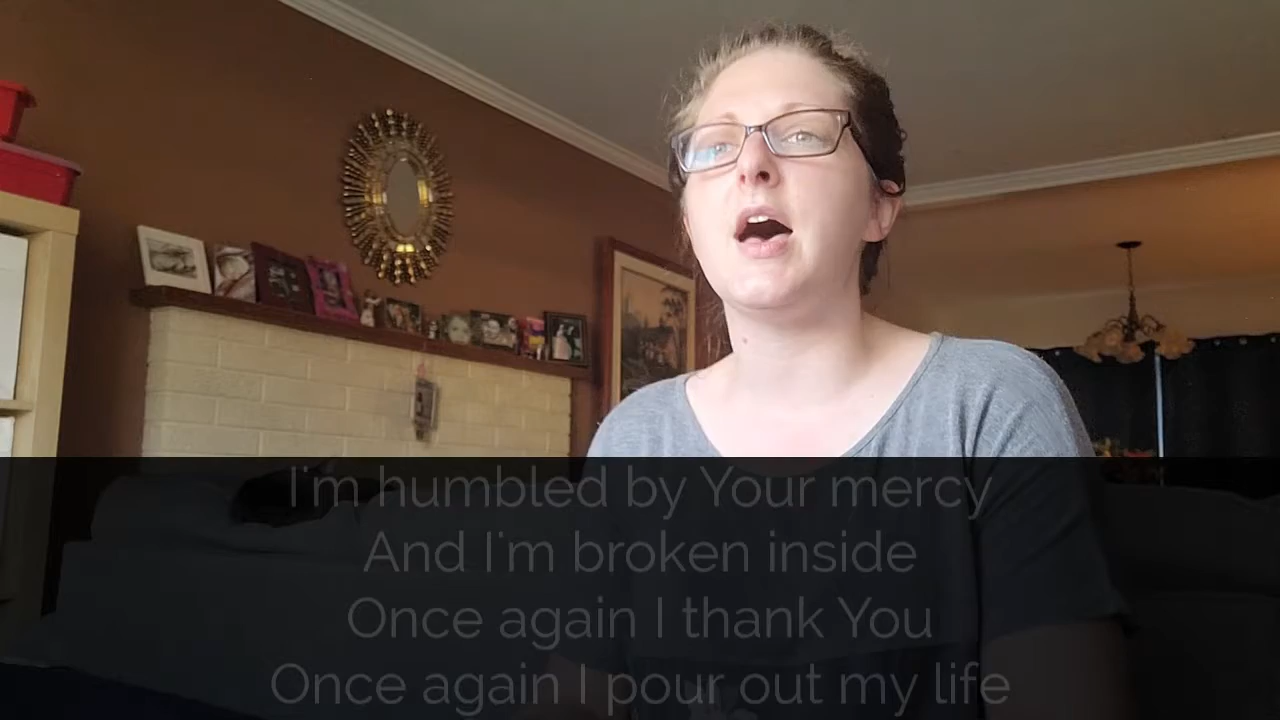 I'm humbled by Your mercy
And I'm broken inside
Once again I thank You
Once again I pour out my life